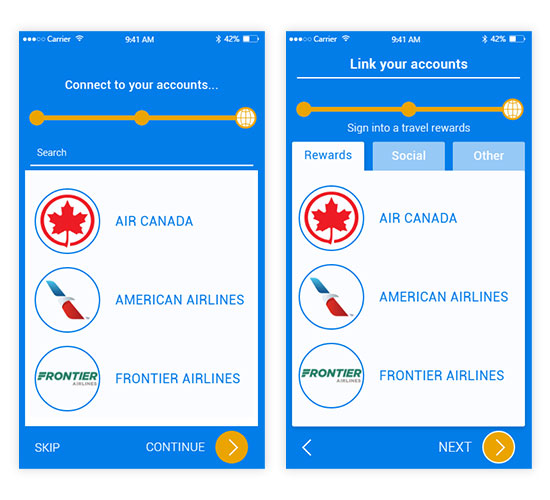 Carrier 9:41 AM 42%
Connect to your accounts...
Search
AIR CANADA
AMERICAN AIRLINES
FRONTIER AIRLINES
FRONTIER
AIRLINES
SKIP CONTINUE
Carrier 9:41 AM 42%
Link your accounts
Sign into a travel rewards
Rewards Social Other
AIR CANADA
AMERICAN AIRLINES
FRONTIER AIRLINES
FRONTIER
AIRLINES
NEXT